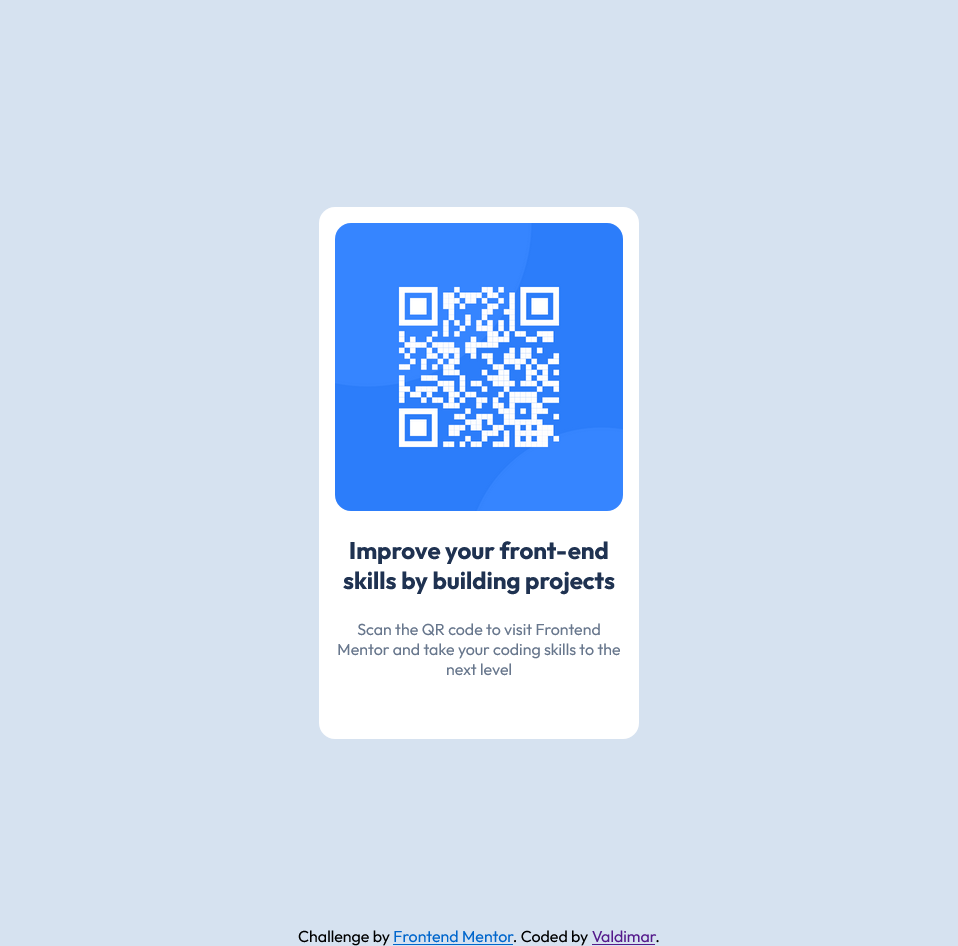 Improve your front-end
skills by building projects
Scan the QR code to visit Frontend
Mentor and take your coding skills to the
next level
Challenge by Frontend Mentor. Coded by Valdimar.